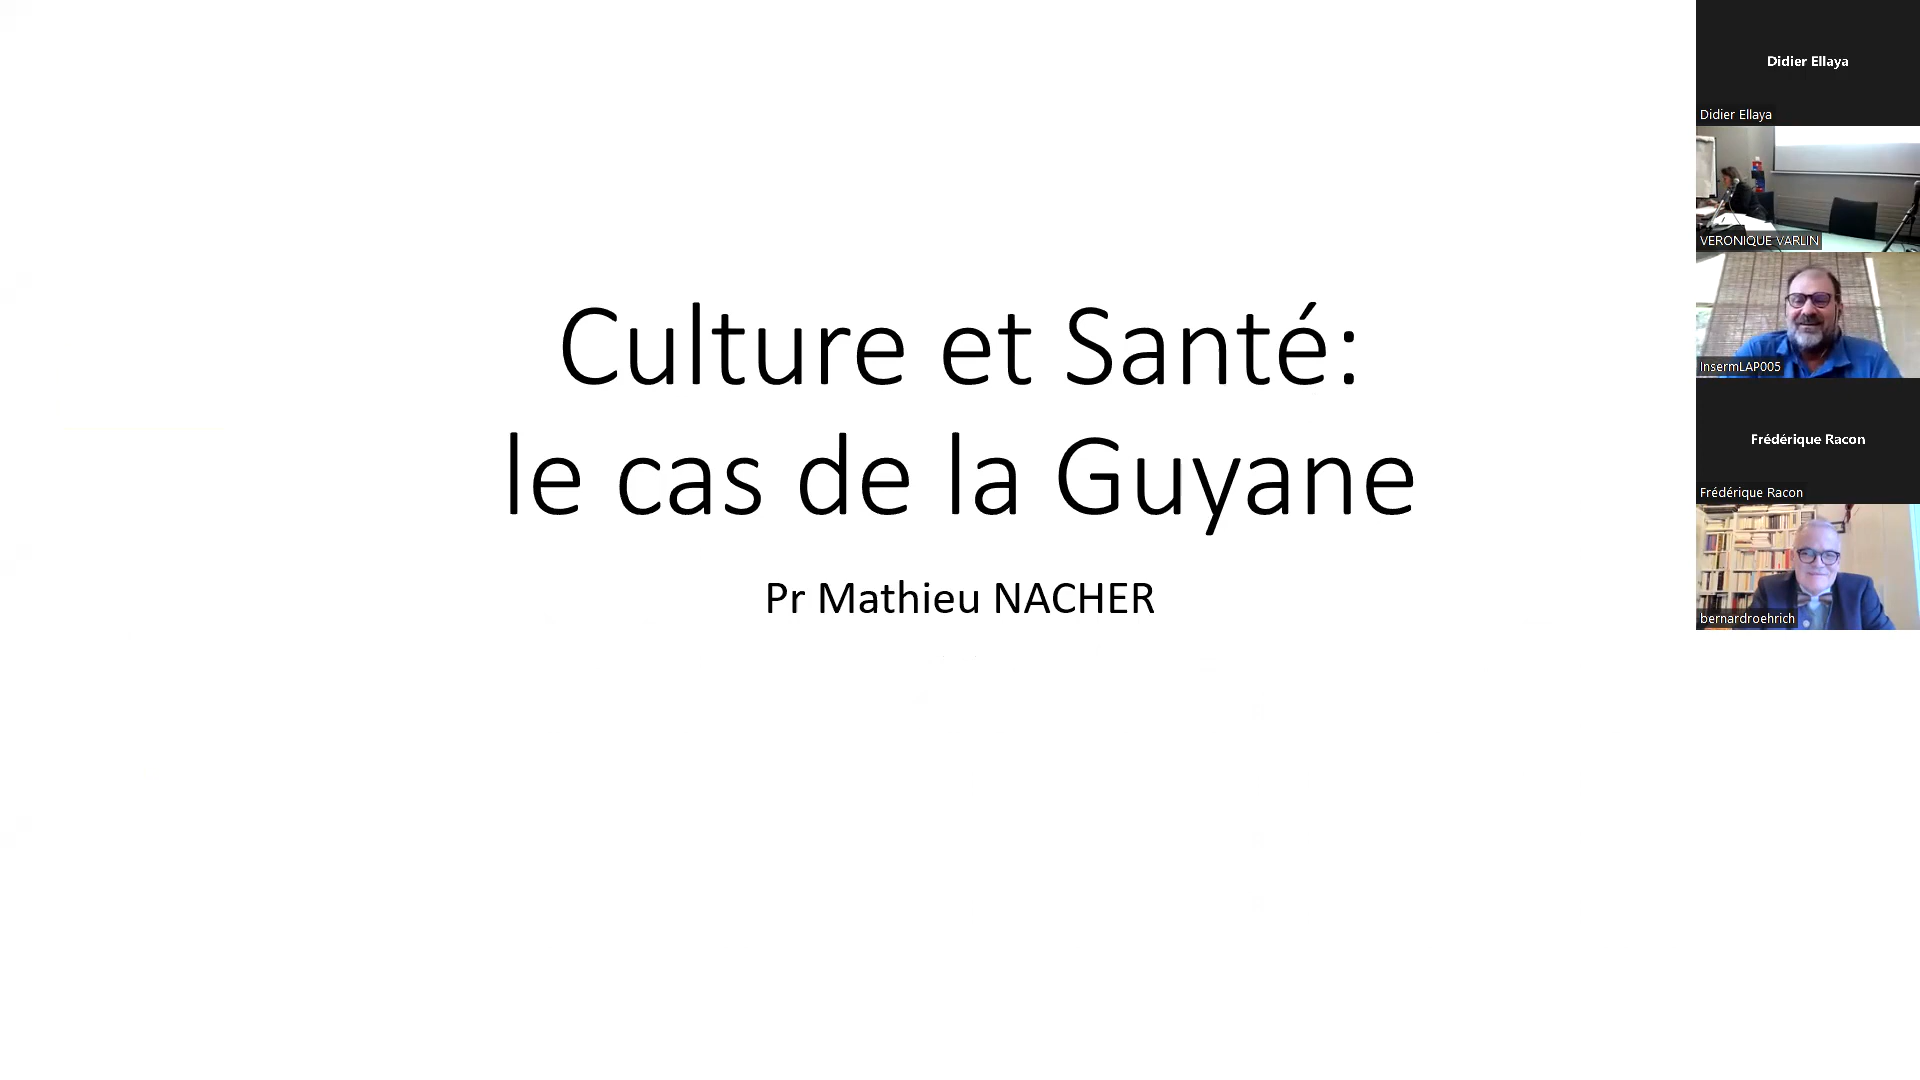 Culture et Santé:
le cas de la Guyane
Pr Mathieu NACHER
Didier Ellaya
Didier Ellaya
VERONIQUE VARLIN
InsermLAP005
Frédérique Racon
Frédérique Racon
bernardroehrich